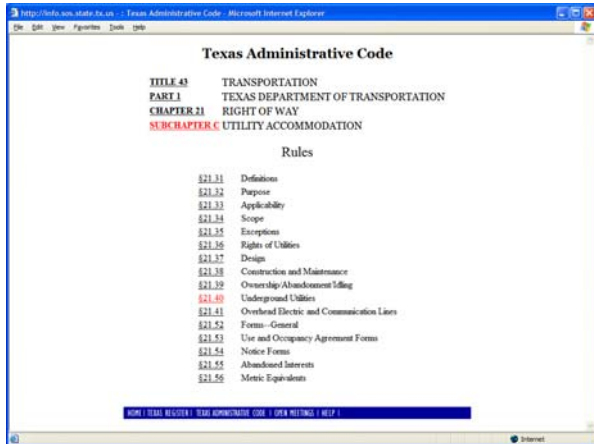 http://info.sos.state.tx.us - : Texas Administrative Code - Microsoft Internet Explorer
File Edit View Favorites Tools Help
Texas Administrative Code
TITLE 43 TRANSPORTATION
PART 1 TEXAS DEPARTMENT OF TRANSPORTATION
CHAPTER 21 RIGHT OF WAY
SUBCHAPTER C UTILITY ACCOMMODATION
Rules
§21.31 Definitions
§21.32 Purpose
§21.33 Applicability
§21.34 Scope
§21.35 Exceptions
§21.36 Rights of Utilities
§21.37 Design
§21.38 Construction and Maintenance
§21.39 Ownership/Abandonment/Idling
§21.40 Underground Utilities
§21.41 Overhead Electric and Communication Lines
§21.52 Forms--General
§21.53 Use and Occupancy Agreement Forms
§21.54 Notice Forms
§21.55 Abandoned Interests
§21.56 Metric Equivalents
HOME | TEXAS REGISTER | TEXAS ADMINISTRATIVE CODE | OPEN MEETINGS | HELP |
Internet